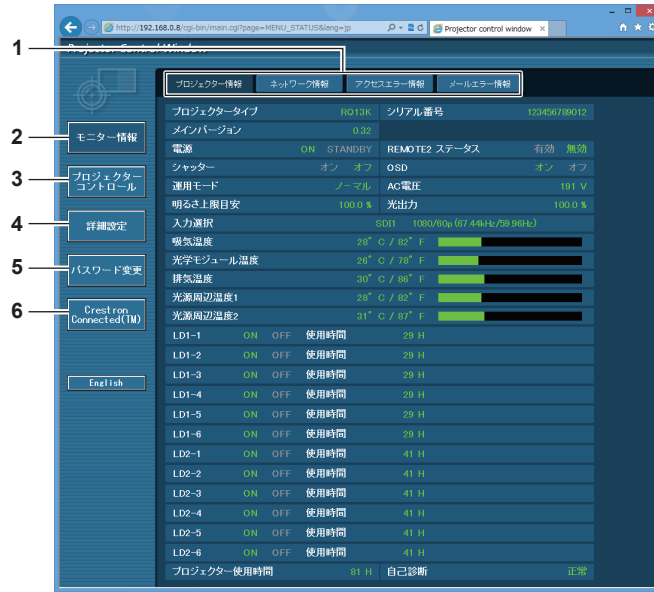 http://192.168.0.8/cgi-bin/main.cgi?page=MENU_STATUS&lang=jp Projector control window
Projector Control Window
1
プロジェクター情報 ネットワーク情報 アクセスエラー情報 メールエラー情報
2 モニター情報
3 プロジェクター
コントロール
4 詳細設定
5 パスワード変更
6 Crestron
Connected(TM)
English
プロジェクタータイプ RQ13K シリアル番号 123456789012
メインバージョン 0.32
電源 ON STANDBY REMOTE2 ステータス 有効 無効
シャッター オン オフ OSD オン オフ
運用モード ノーマル AC電圧 191 V
明るさ上限目安 100.0 % 光出力 100.0 %
入力選択 SDI1 1080/60p (67.44kHz/59.96Hz)
吸気温度 28° C / 82° F
光学モジュール温度 26° C / 78° F
排気温度 30° C / 86° F
光源周辺温度1 28° C / 82° F
光源周辺温度2 31° C / 87° F
LD1-1 ON OFF 使用時間 29 H
LD1-2 ON OFF 使用時間 29 H
LD1-3 ON OFF 使用時間 29 H
LD1-4 ON OFF 使用時間 29 H
LD1-5 ON OFF 使用時間 29 H
LD1-6 ON OFF 使用時間 29 H
LD2-1 ON OFF 使用時間 41 H
LD2-2 ON OFF 使用時間 41 H
LD2-3 ON OFF 使用時間 41 H
LD2-4 ON OFF 使用時間 41 H
LD2-5 ON OFF 使用時間 41 H
LD2-6 ON OFF 使用時間 41 H
プロジェクター使用時間 81 H 自己診断 正常